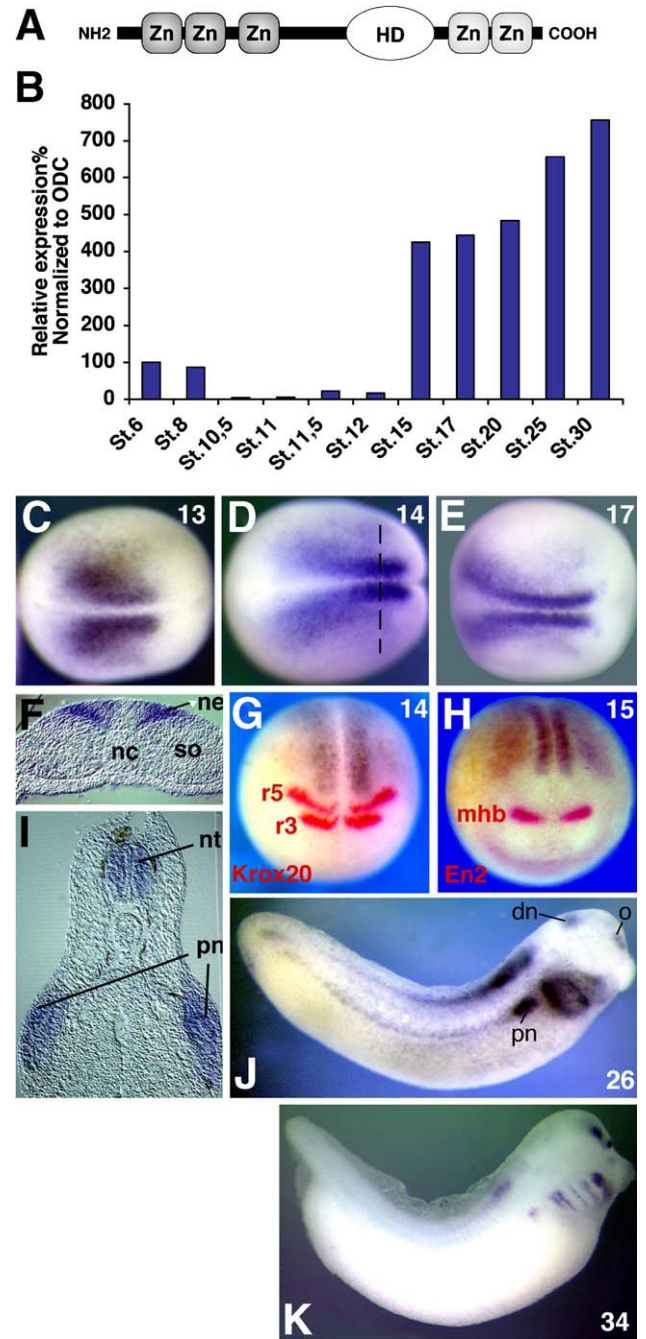 A
NH2 Zn Zn Zn HD Zn Zn COOH
B
Relative expression%
Normalized to ODC
800
700
600
500
400
300
200
100
0
St.6 St.8 St.10,5 St.11 St.11,5 St.12 St.15 St.17 St.20 St.25 St.30
C 13
D 14
E 17
F ne
nc so
G 14
r5
r3
Krox20
H 15
mhb
En2
I nt
pn
dn o
pn
J 26
K 34